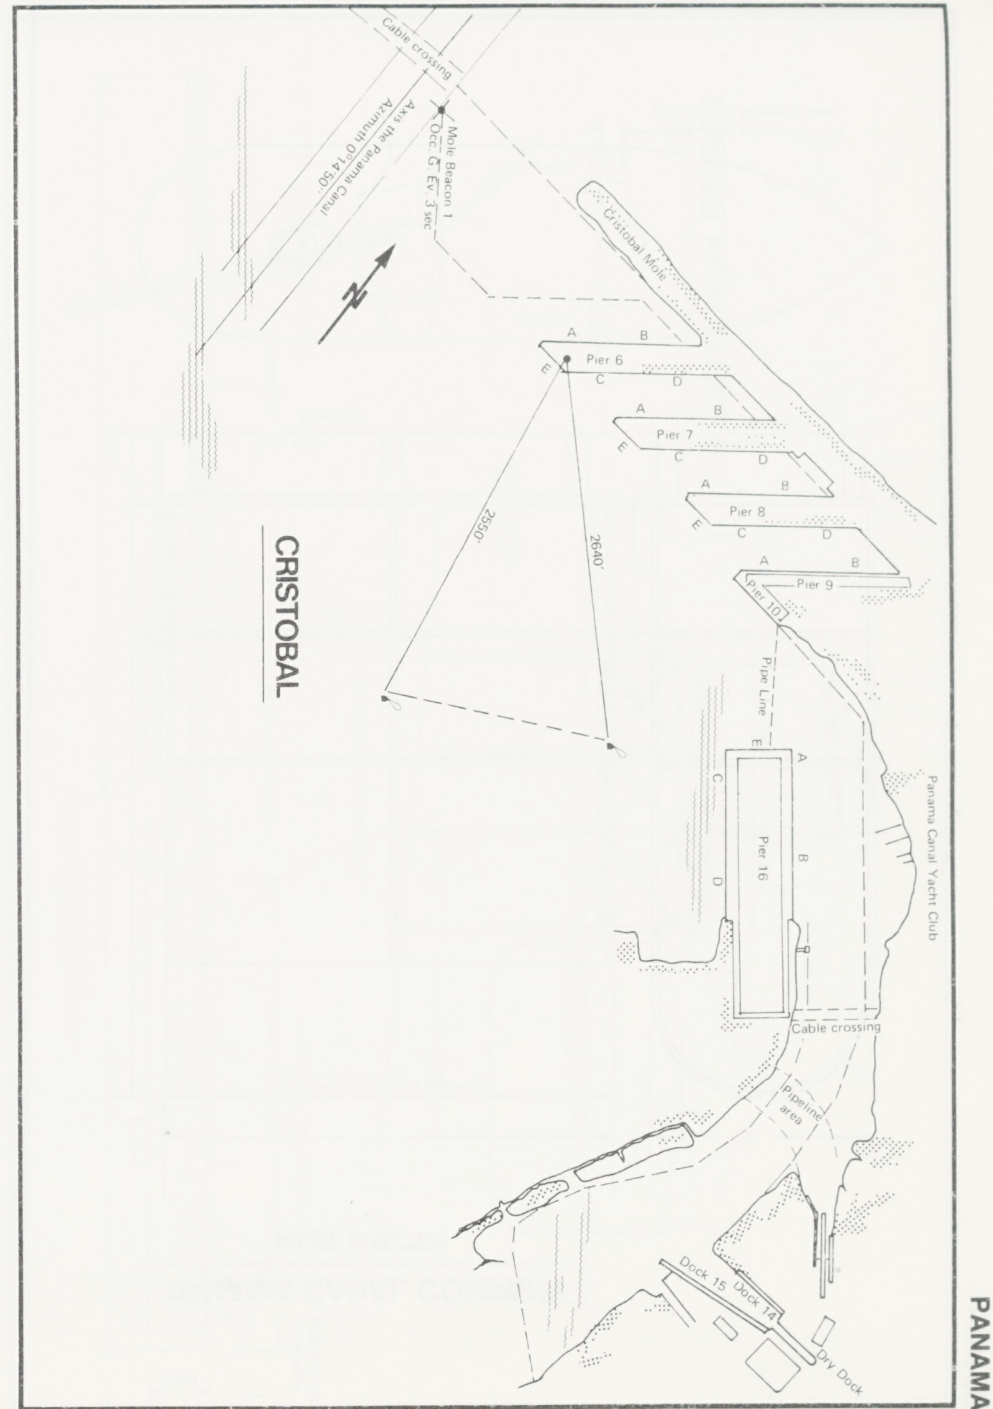 PANAMA
CRISTOBAL
Cable crossing
Axis the Panama Canal
Azimuth 0°14'50"
Mole Beacon 1
Occ. G. Ev. 3 sec
N
Cristobal Mole
A
B
Pier 6
E
C
D
A
B
Pier 7
E
C
D
A
B
Pier 8
E
C
D
A
B
Pier 9
Pier 10
2550'
2640'
Pipe Line
E
A
C
Pier 16
B
D
Panama Canal Yacht Club
Cable crossing
Pipeline
area
Dock 15
Dock 14
Dry Dock